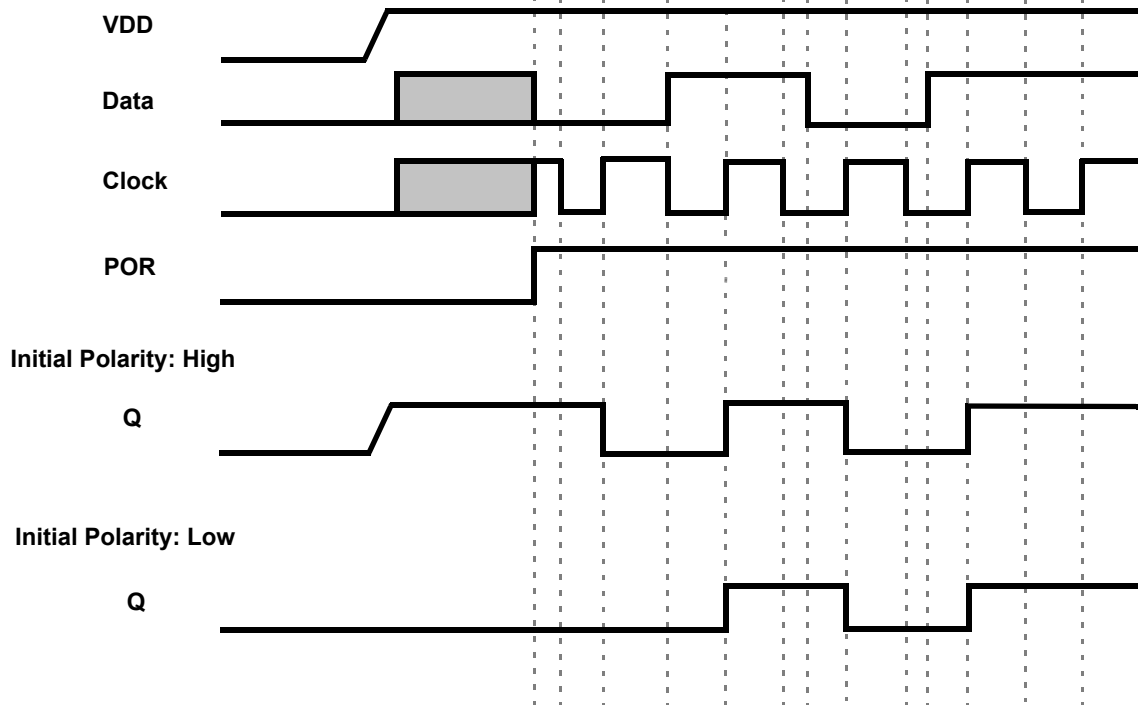 VDD
Data
Clock
POR
Initial Polarity: High
Q
Initial Polarity: Low
Q